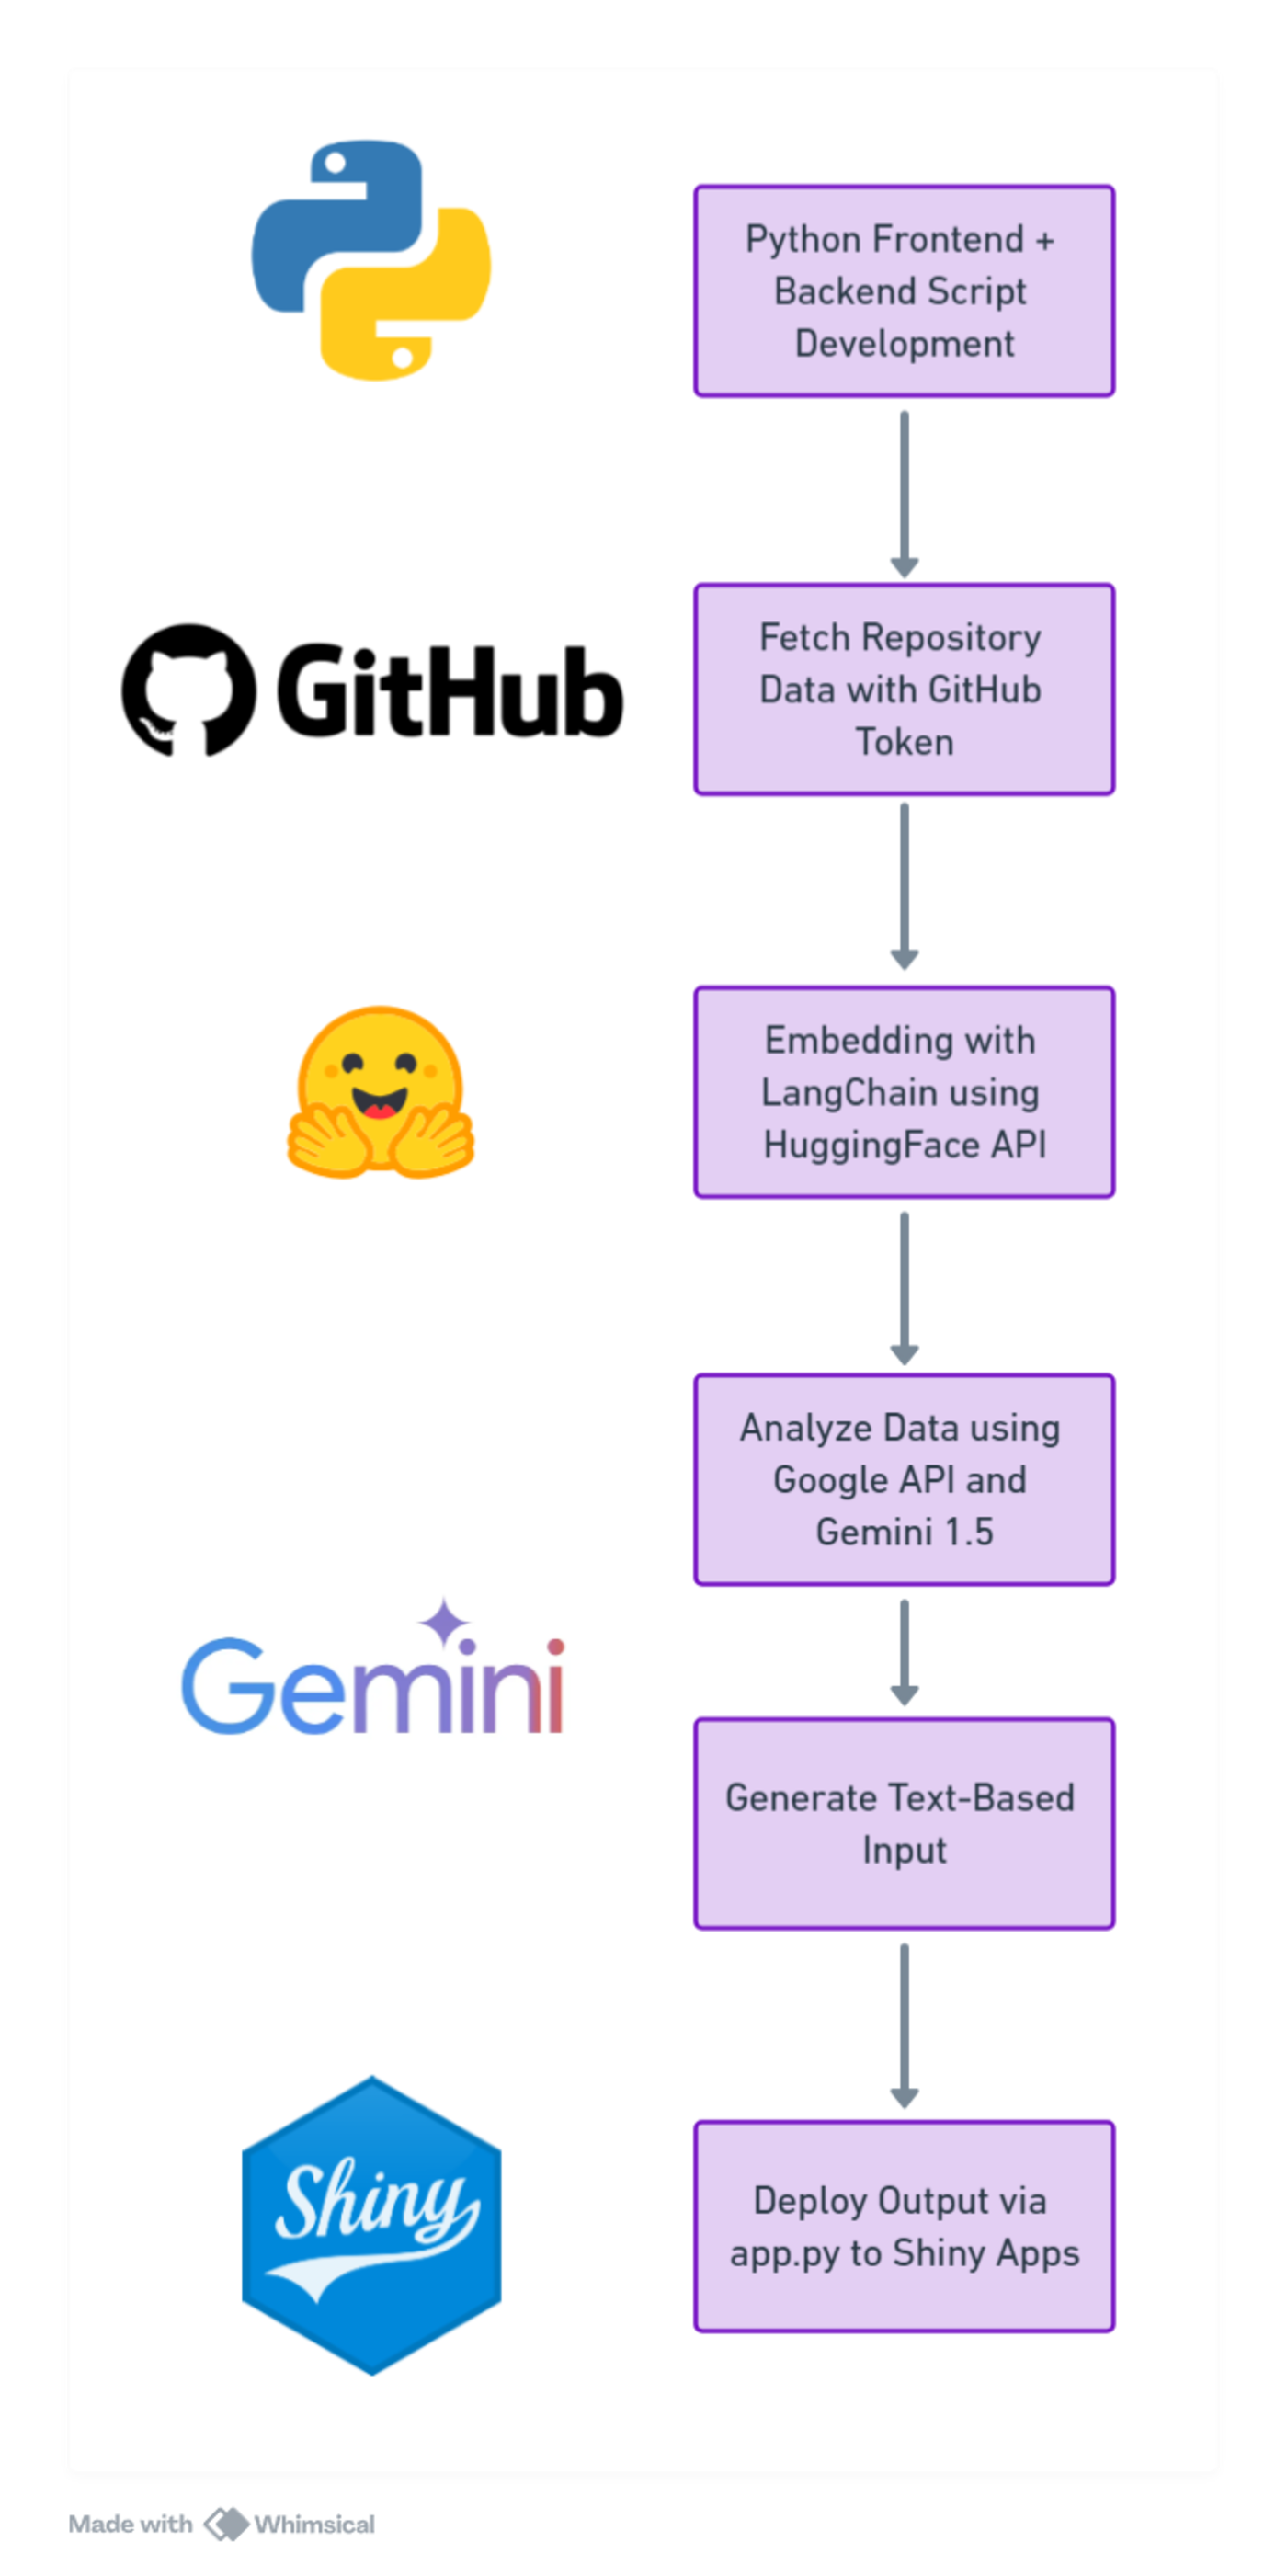 Python Frontend +
Backend Script
Development
GitHub
Fetch Repository
Data with GitHub
Token
Embedding with
LangChain using
HuggingFace API
Analyze Data using
Google API and
Gemini 1.5
Gemini
Generate Text-Based
Input
Shiny
Deploy Output via
app.py to Shiny Apps
Made with Whimsical